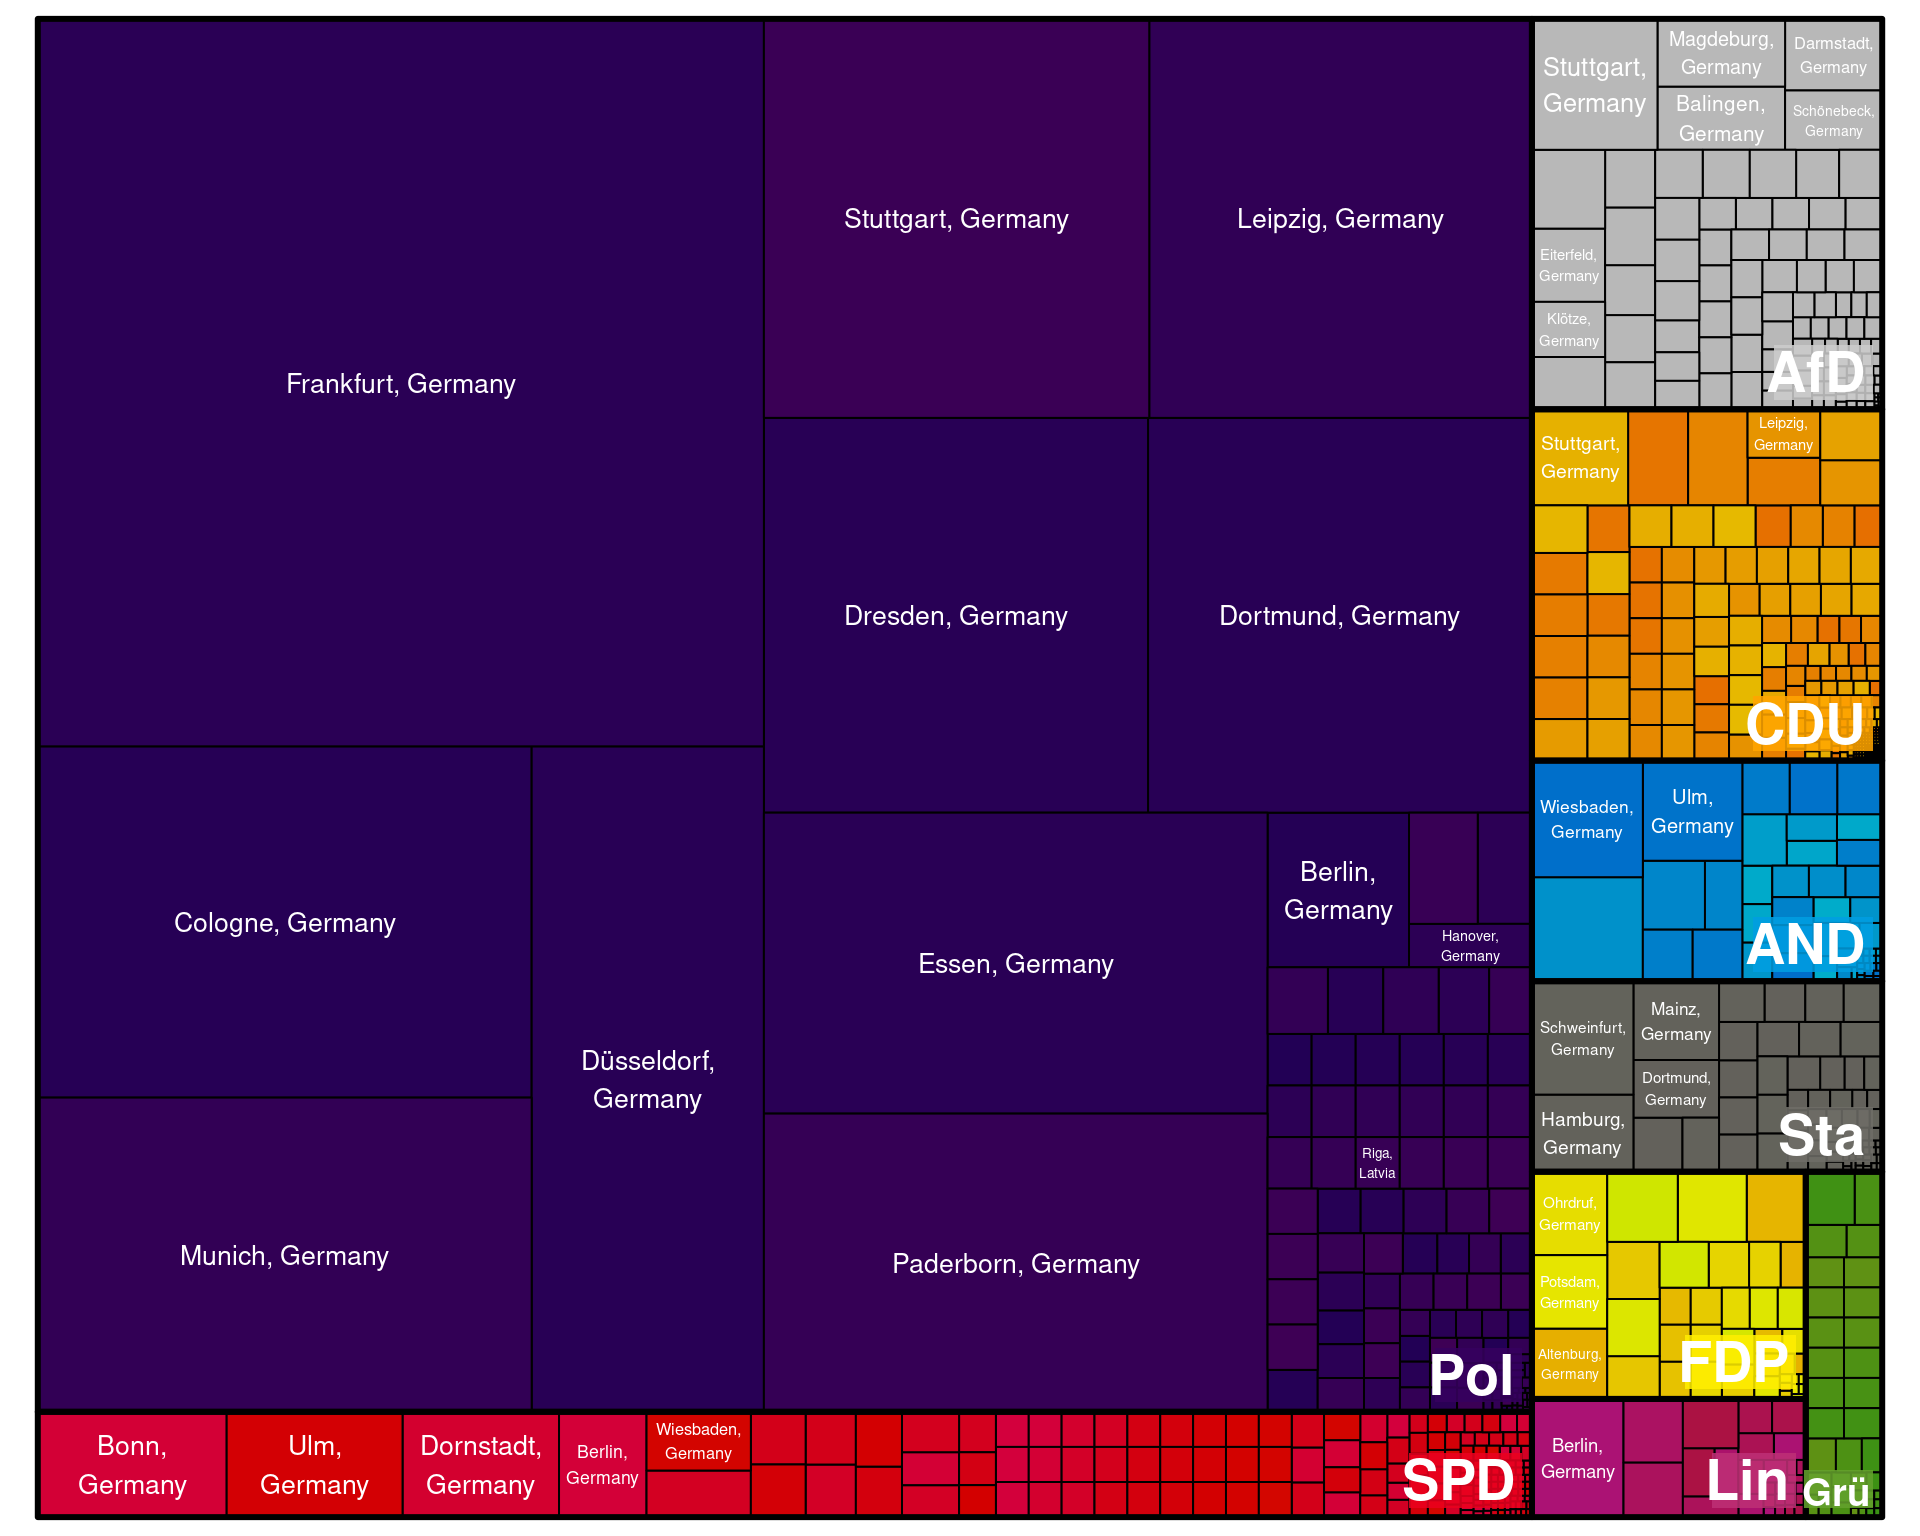 Frankfurt, Germany
Stuttgart, Germany
Leipzig, Germany
Dresden, Germany
Dortmund, Germany
Cologne, Germany
Munich, Germany
Düsseldorf,
Germany
Essen, Germany
Paderborn, Germany
Berlin,
Germany
Hanover,
Germany
Riga,
Latvia
Pol
Stuttgart,
Germany
Magdeburg,
Germany
Balingen,
Germany
Darmstadt,
Germany
Schönebeck,
Germany
Eiterfeld,
Germany
Klötze,
Germany
AfD
Stuttgart,
Germany
Leipzig,
Germany
CDU
Wiesbaden,
Germany
Ulm,
Germany
AND
Schweinfurt,
Germany
Hamburg,
Germany
Mainz,
Germany
Dortmund,
Germany
Sta
Ohrdruf,
Germany
Potsdam,
Germany
Altenburg,
Germany
FDP
Berlin,
Germany
Lin
Grü
Bonn,
Germany
Ulm,
Germany
Dornstadt,
Germany
Berlin,
Germany
Wiesbaden,
Germany
SPD